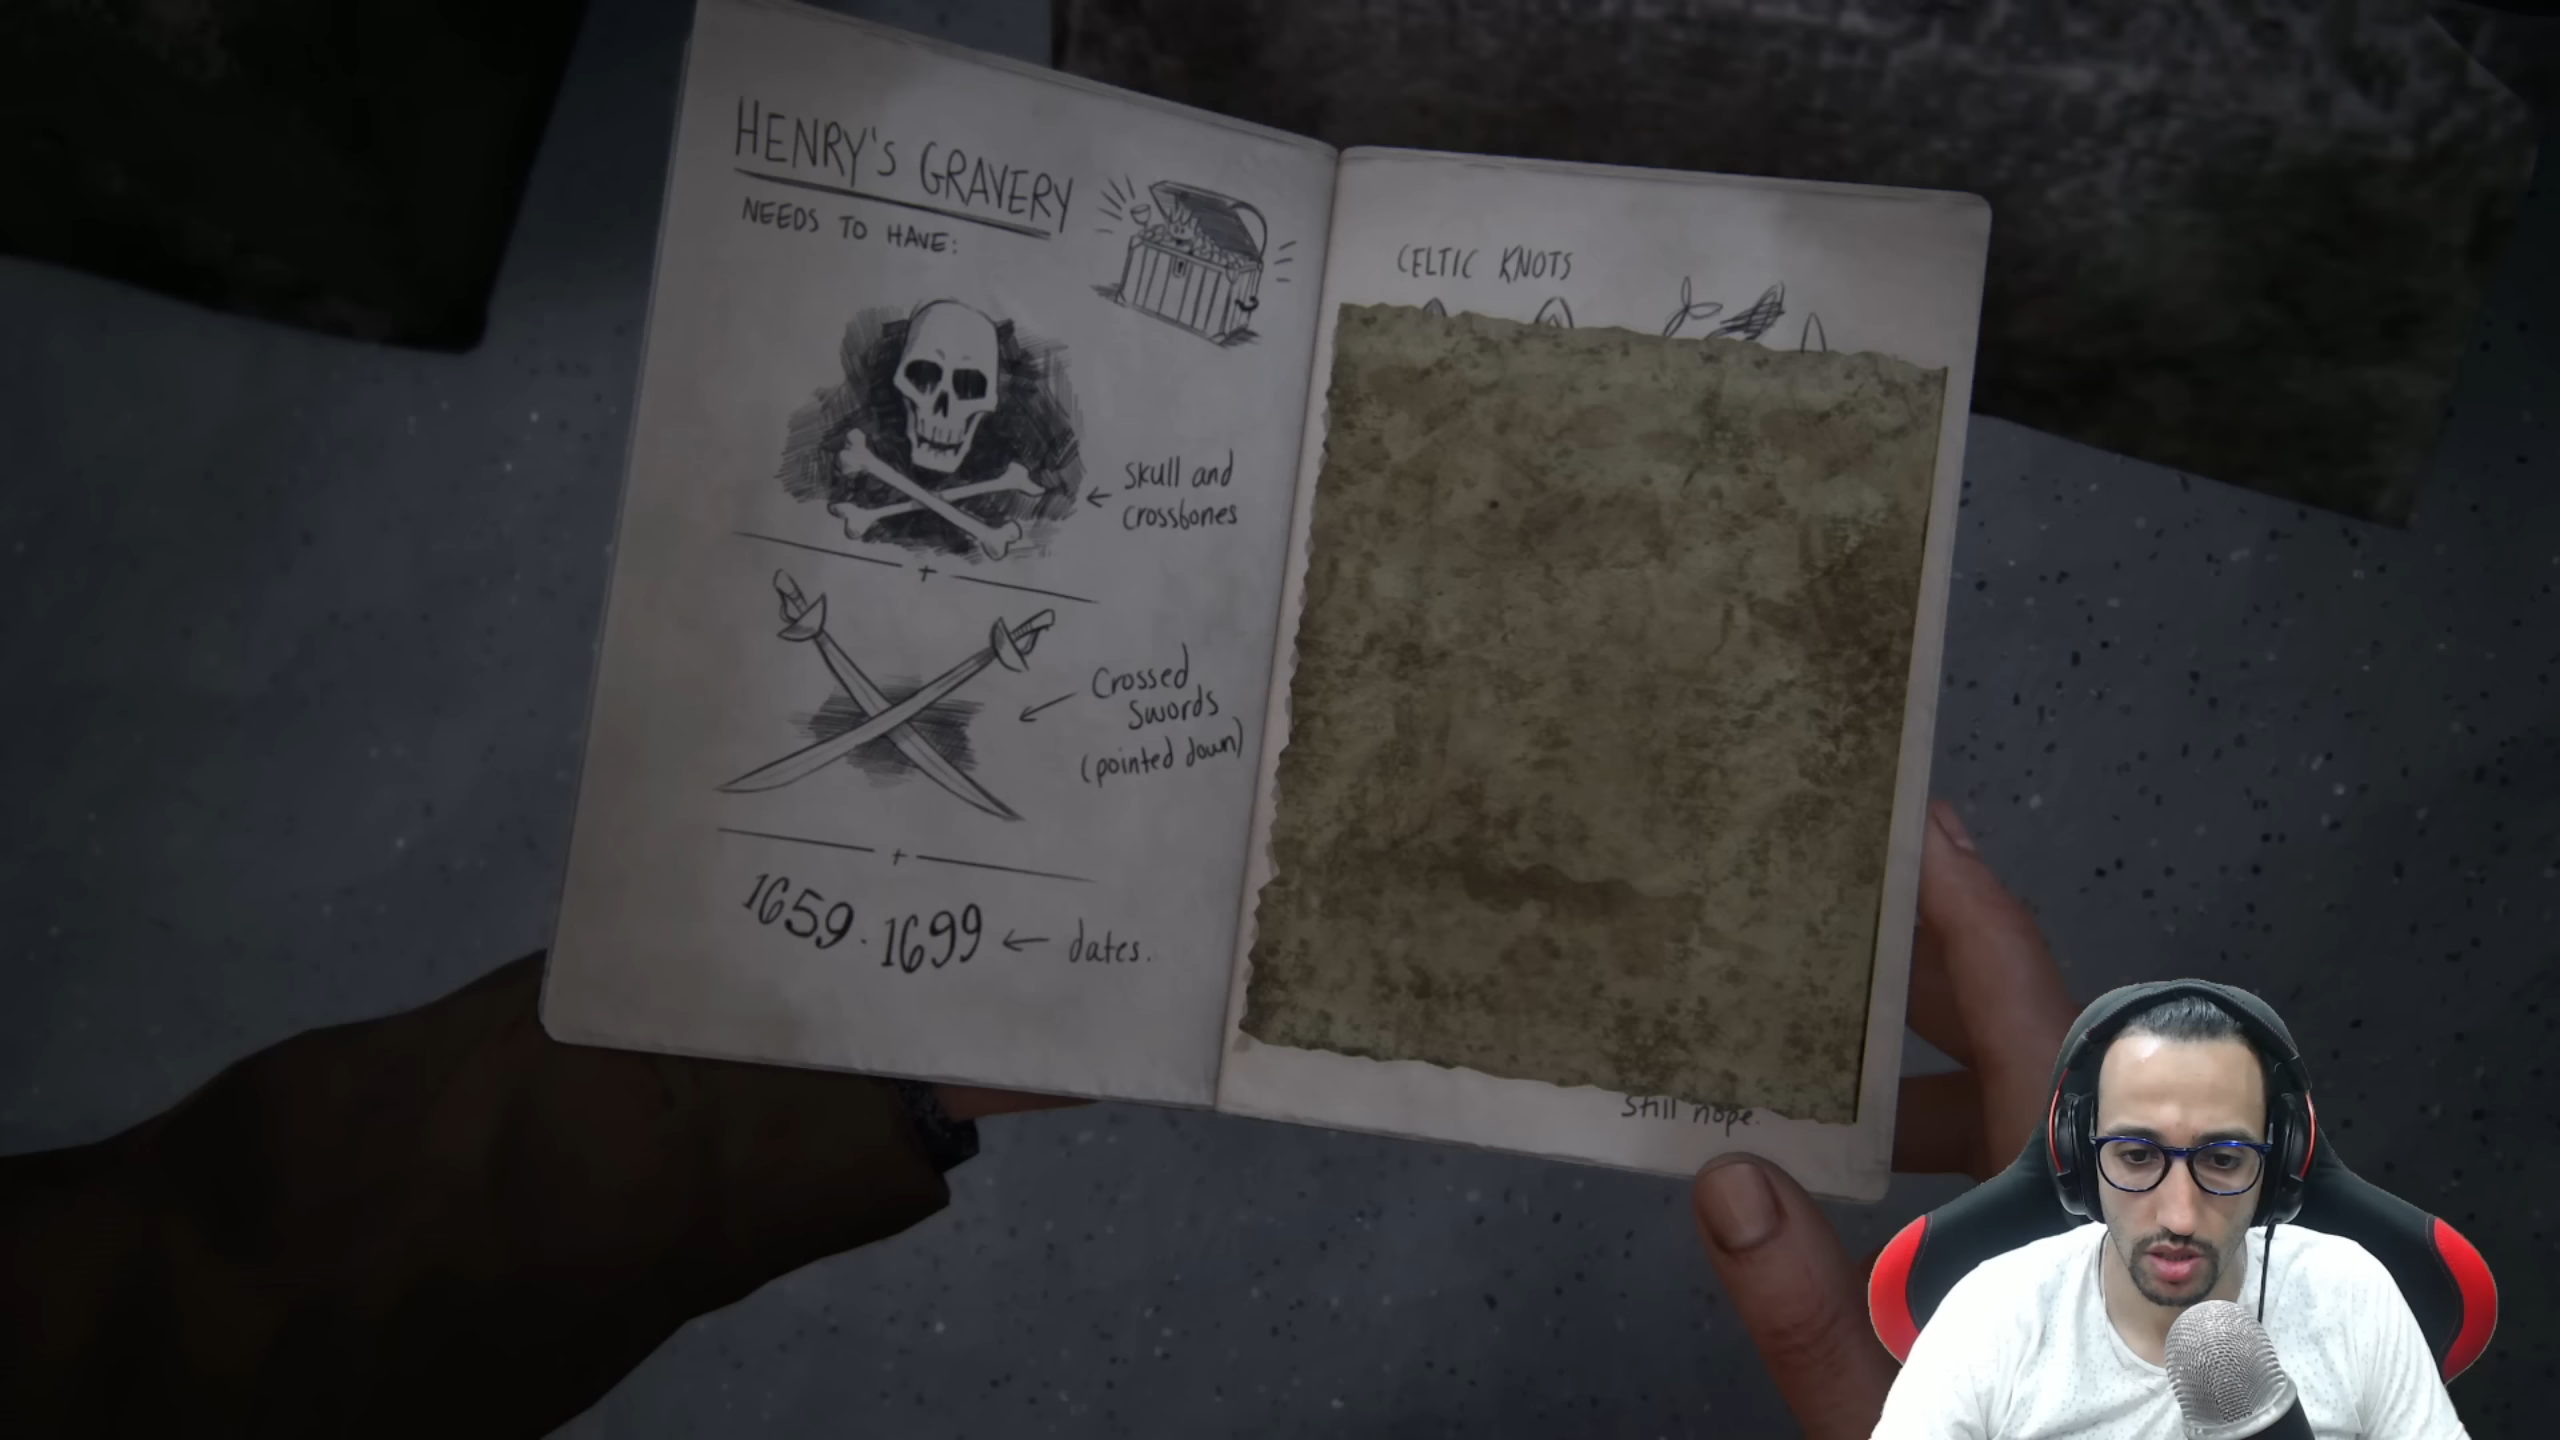 HENRY'S GRAVERY
NEEDS TO HAVE:
Skull and
crossbones
+
Crossed
Swords
(pointed down)
+
1659 . 1699 ← dates.
CELTIC KNOTS
Still nope.